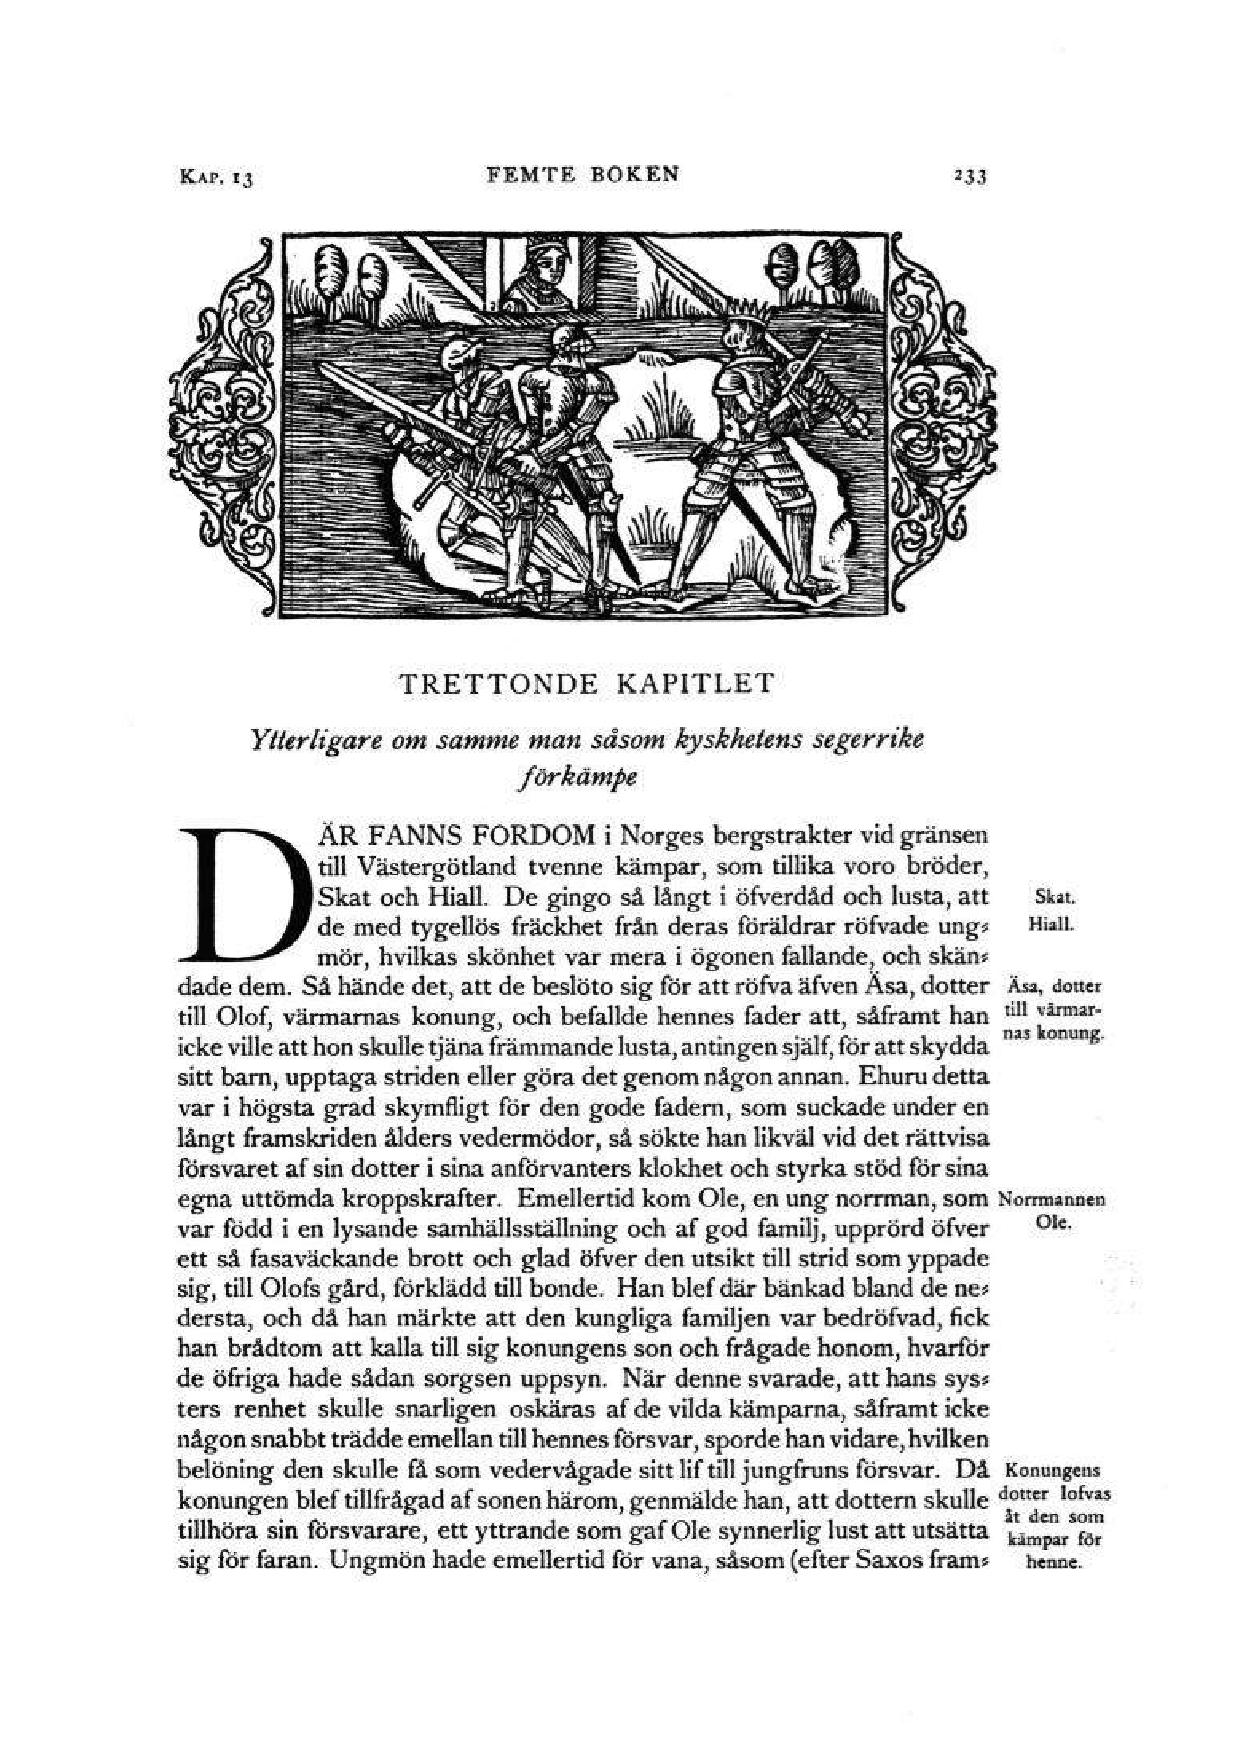 KAP. 13 FEMTE BOKEN 233
TRETTONDE KAPITLET
Ytterligare om samme man såsom kyskhetens segerrike
förkämpe
DÄR FANNS FORDOM i Norges bergstrakter vid gränsen
till Västergötland tvenne kämpar, som tillika voro bröder,
Skat och Hiall. De gingo så långt i öfverdåd och lusta, att
Skat.
de med tygellös fräckhet från deras föräldrar röfvade ung-
Hiall.
mör, hvilkas skönhet var mera i ögonen fallande, och skän-
dade dem. Så hände det, att de beslöto sig för att röfva äfven Åsa, dotter
Åsa, dotter
till Olof, värmarnas konung, och befallde hennes fader att, såframt han
till värmar-
icke ville att hon skulle tjäna främmande lusta, antingen själf, för att skydda
nas konung.
sitt barn, upptaga striden eller göra det genom någon annan. Ehuru detta
var i högsta grad skymfligt för den gode fadern, som suckade under en
långt framskriden ålders vedermödor, så sökte han likväl vid det rättvisa
försvaret af sin dotter i sina anförvanters klokhet och styrka stöd för sina
egna uttömda kroppskrafter. Emellertid kom Ole, en ung norrman, som
Norrmannen
var född i en lysande samhällsställning och af god familj, upprörd öfver
Ole.
ett så fasaväckande brott och glad öfver den utsikt till strid som yppade
sig, till Olofs gård, förklädd till bonde. Han blef där bänkad bland de ne-
dersta, och då han märkte att den kungliga familjen var bedröfvad, fick
han brådtom att kalla till sig konungens son och frågade honom, hvarför
de öfriga hade sådan sorgsen uppsyn. När denne svarade, att hans sys-
ters renhet skulle snarligen oskäras af de vilda kämparna, såframt icke
någon snabbt trädde emellan till hennes försvar, sporde han vidare, hvilken
belöning den skulle få som vedervågade sitt lif till jungfruns försvar. Då
Konungens
konungen blef tillfrågad af sonen härom, genmälde han, att dottern skulle
dotter lofvas
tillhöra sin försvarare, ett yttrande som gaf Ole synnerlig lust att utsätta
åt den som
kämpar för
sig för faran. Ungmön hade emellertid för vana, såsom (efter Saxos fram-
henne.